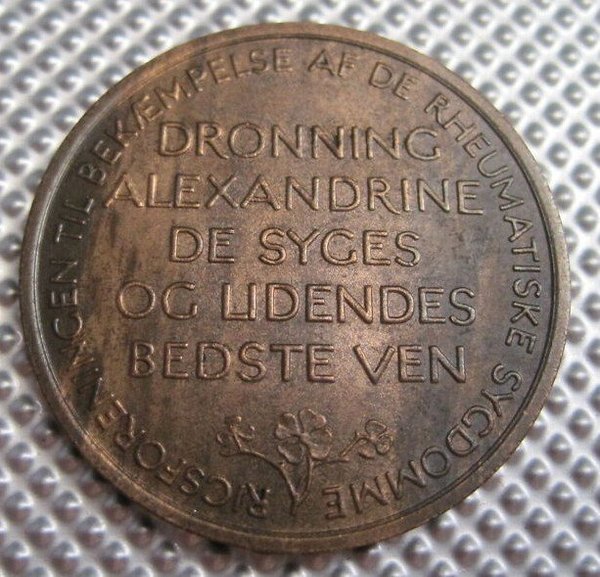 RIGSFORENINGEN TIL BEKÆMPELSE AF DE RHEUMATISKE SYGDOMME
DRONNING
ALEXANDRINE
DE SYGES
OG LIDENDES
BEDSTE VEN